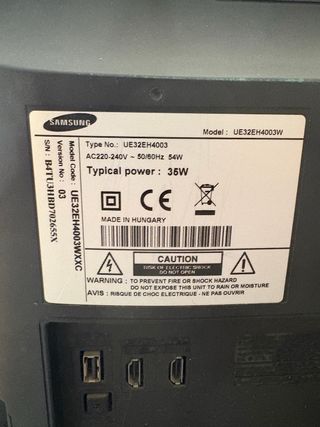 SAMSUNG
Model : UE32EH4003W
Type No.: UE32EH4003
AC220-240V ~ 50/60Hz 54W
Typical power : 35W
MADE IN HUNGARY
Model Code : UE32EH4003WXXC
Version No : 03
S/N : B4TU3HBD702655X
CAUTION
RISK OF ELECTRIC SHOCK
DO NOT OPEN
WARNING : TO PREVENT FIRE OR SHOCK HAZARD
DO NOT EXPOSE THIS UNIT TO RAIN OR MOISTURE
AVIS : RISQUE DE CHOC ELECTRIQUE - NE PAS OUVRIR